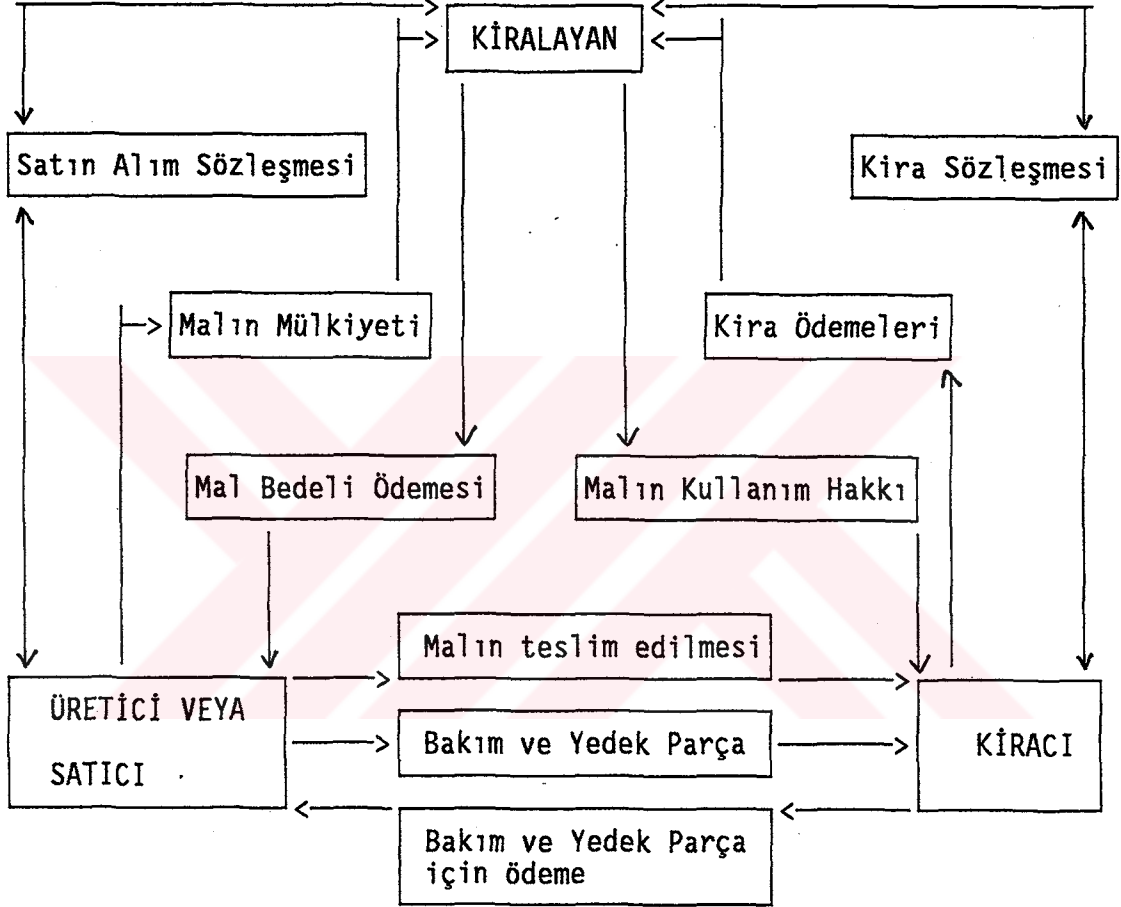 KİRALAYAN
Satın Alım Sözleşmesi
Kira Sözleşmesi
Malın Mülkiyeti
Kira Ödemeleri
Mal Bedeli Ödemesi
Malın Kullanım Hakkı
Malın teslim edilmesi
ÜRETİCİ VEYA
SATICI
Bakım ve Yedek Parça
KİRACI
Bakım ve Yedek Parça
için ödeme